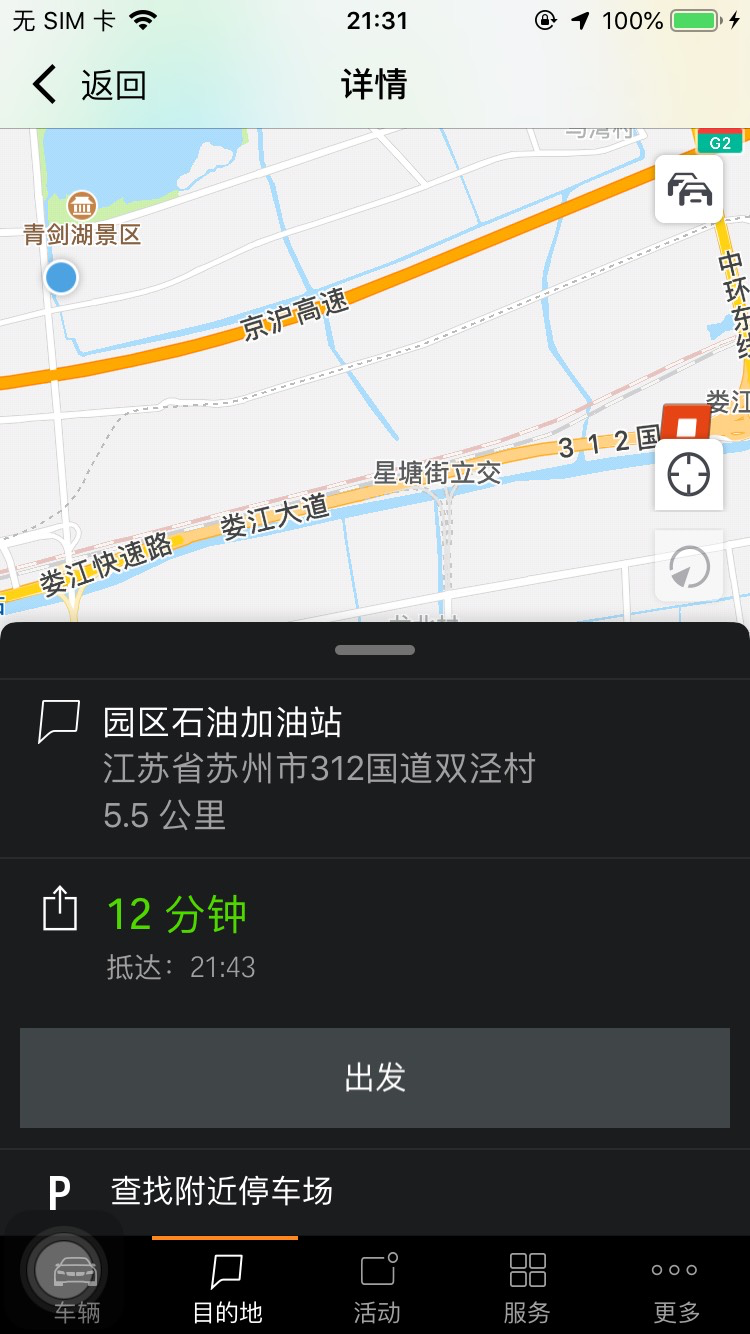 无 SIM 卡
21:31
100%
返回
详情
G2
青剑湖景区
中环东线
京沪高速
娄江
312国
星塘街立交
娄江大道
娄江快速路
园区石油加油站
江苏省苏州市312国道双泾村
5.5 公里
12 分钟
抵达：21:43
出发
P
查找附近停车场
车辆
目的地
活动
服务
更多